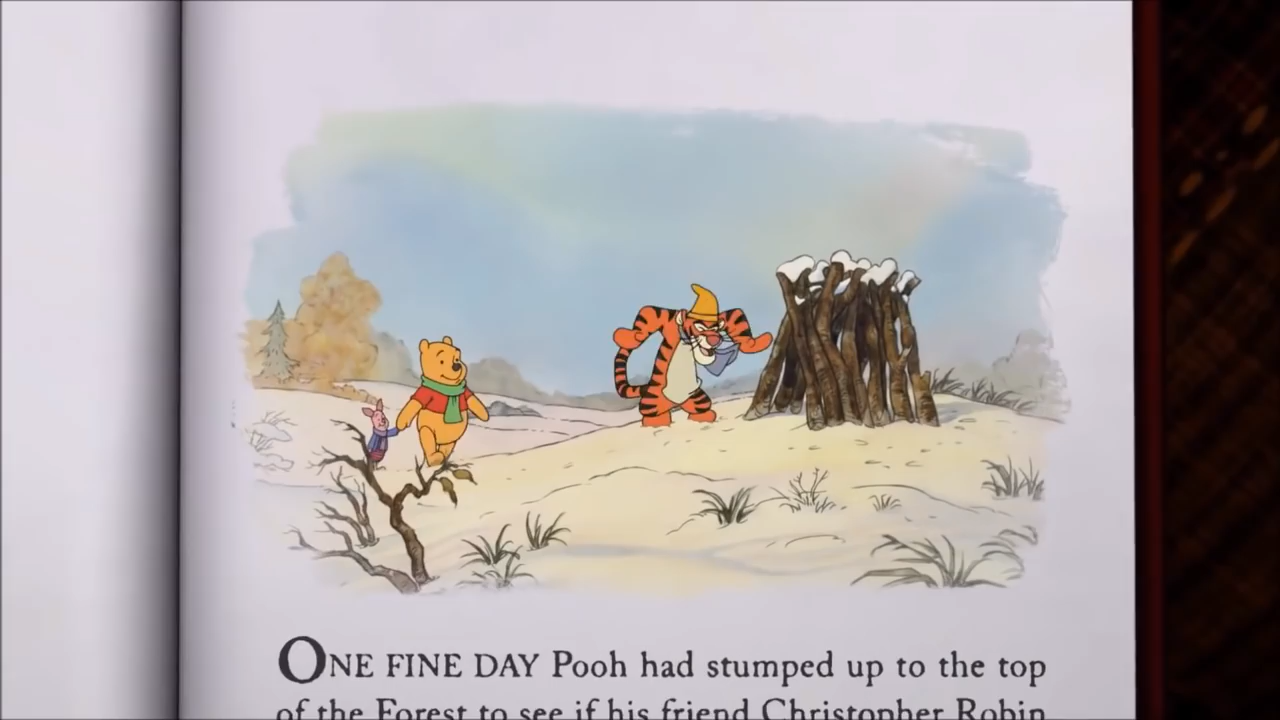 ONE FINE DAY Pooh had stumped up to the top
of the Forest to see if his friend Christopher Robin